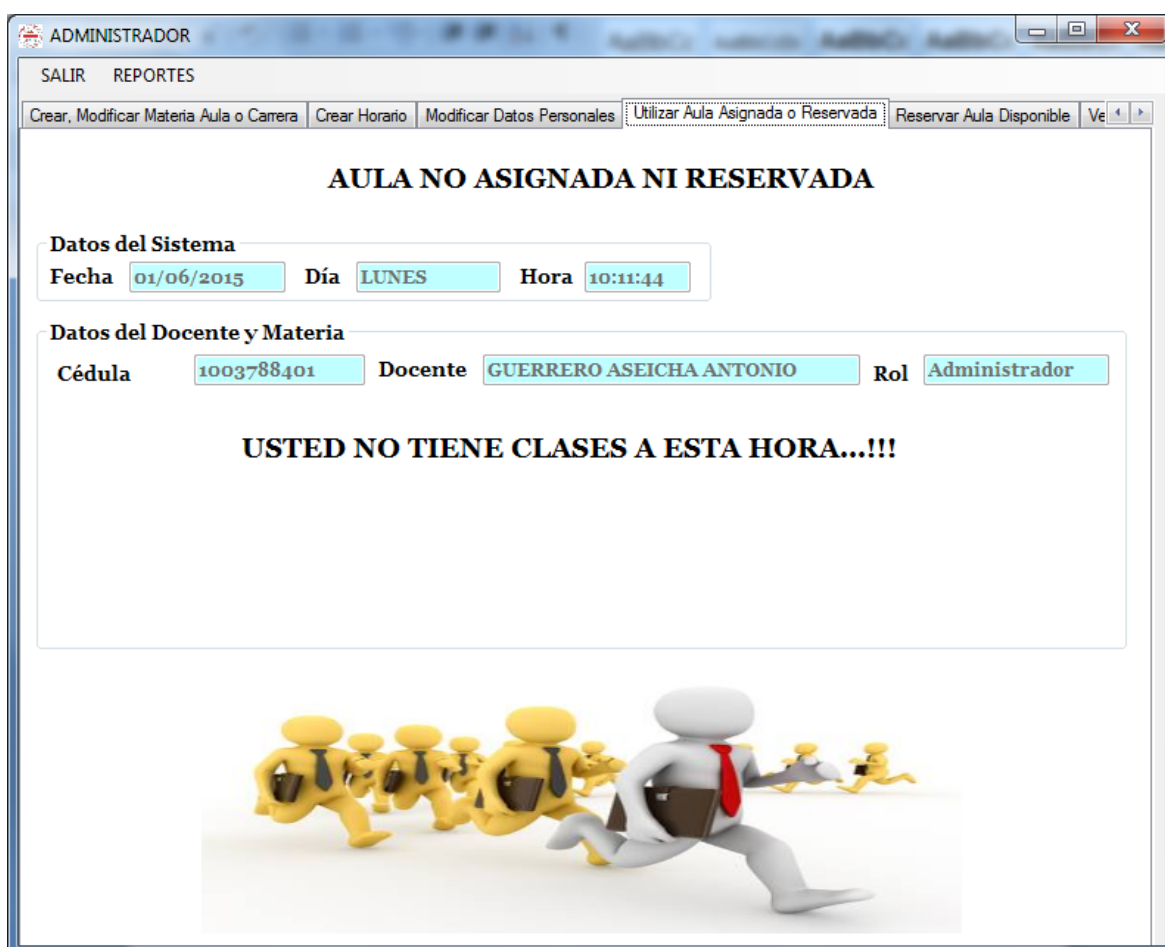 ADMINISTRADOR
SALIR REPORTES
Crear, Modificar Materia Aula o Carrera Crear Horario Modificar Datos Personales Utilizar Aula Asignada o Reservada Reservar Aula Disponible Ve
AULA NO ASIGNADA NI RESERVADA
Datos del Sistema
Fecha 01/06/2015 Día LUNES Hora 10:11:44
Datos del Docente y Materia
Cédula 1003788401 Docente GUERRERO ASEICHA ANTONIO Rol Administrador
USTED NO TIENE CLASES A ESTA HORA...!!!